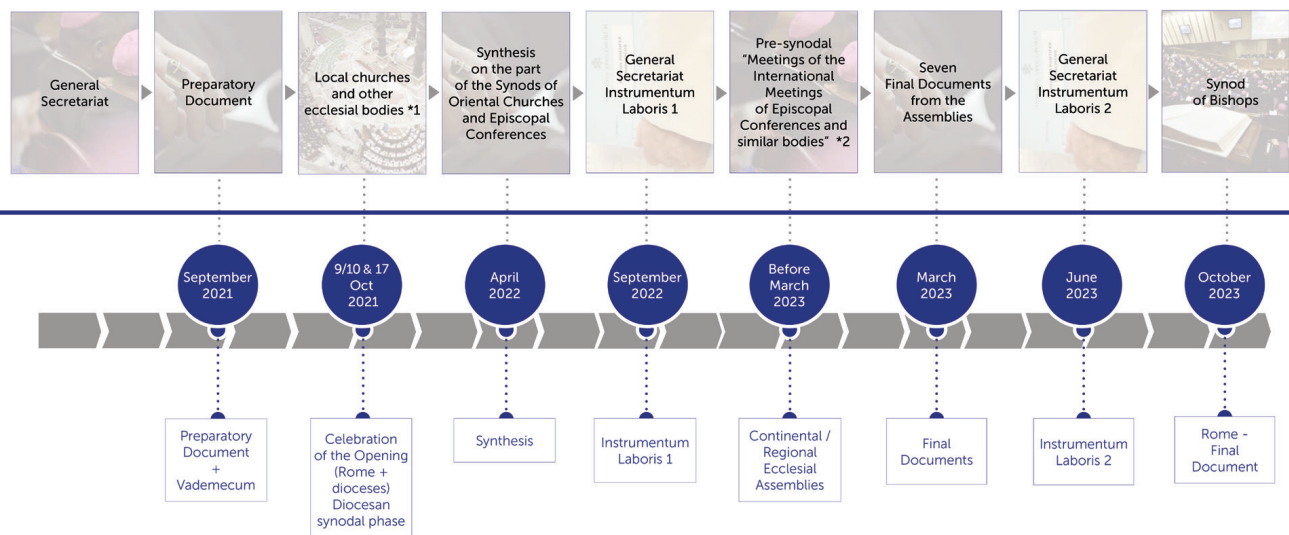 General
Secretariat
Preparatory
Document
Local churches
and other
ecclesial bodies *1
Synthesis
on the part
of the Synods of
Oriental Churches
and Episcopal
Conferences
General
Secretariat
Instrumentum
Laboris 1
Pre-synodal
“Meetings of the
International
Meetings
of Episcopal
Conferences and
similar bodies” *2
Seven
Final Documents
from the
Assemblies
General
Secretariat
Instrumentum
Laboris 2
Synod
of Bishops
September
2021
9/10 & 17
Oct
2021
April
2022
September
2022
Before
March
2023
March
2023
June
2023
October
2023
Preparatory
Document
+
Vademecum
Celebration
of the Opening
(Rome +
dioceses)
Diocesan
synodal phase
Synthesis
Instrumentum
Laboris 1
Continental /
Regional
Ecclesial
Assemblies
Final
Documents
Instrumentum
Laboris 2
Rome -
Final
Document